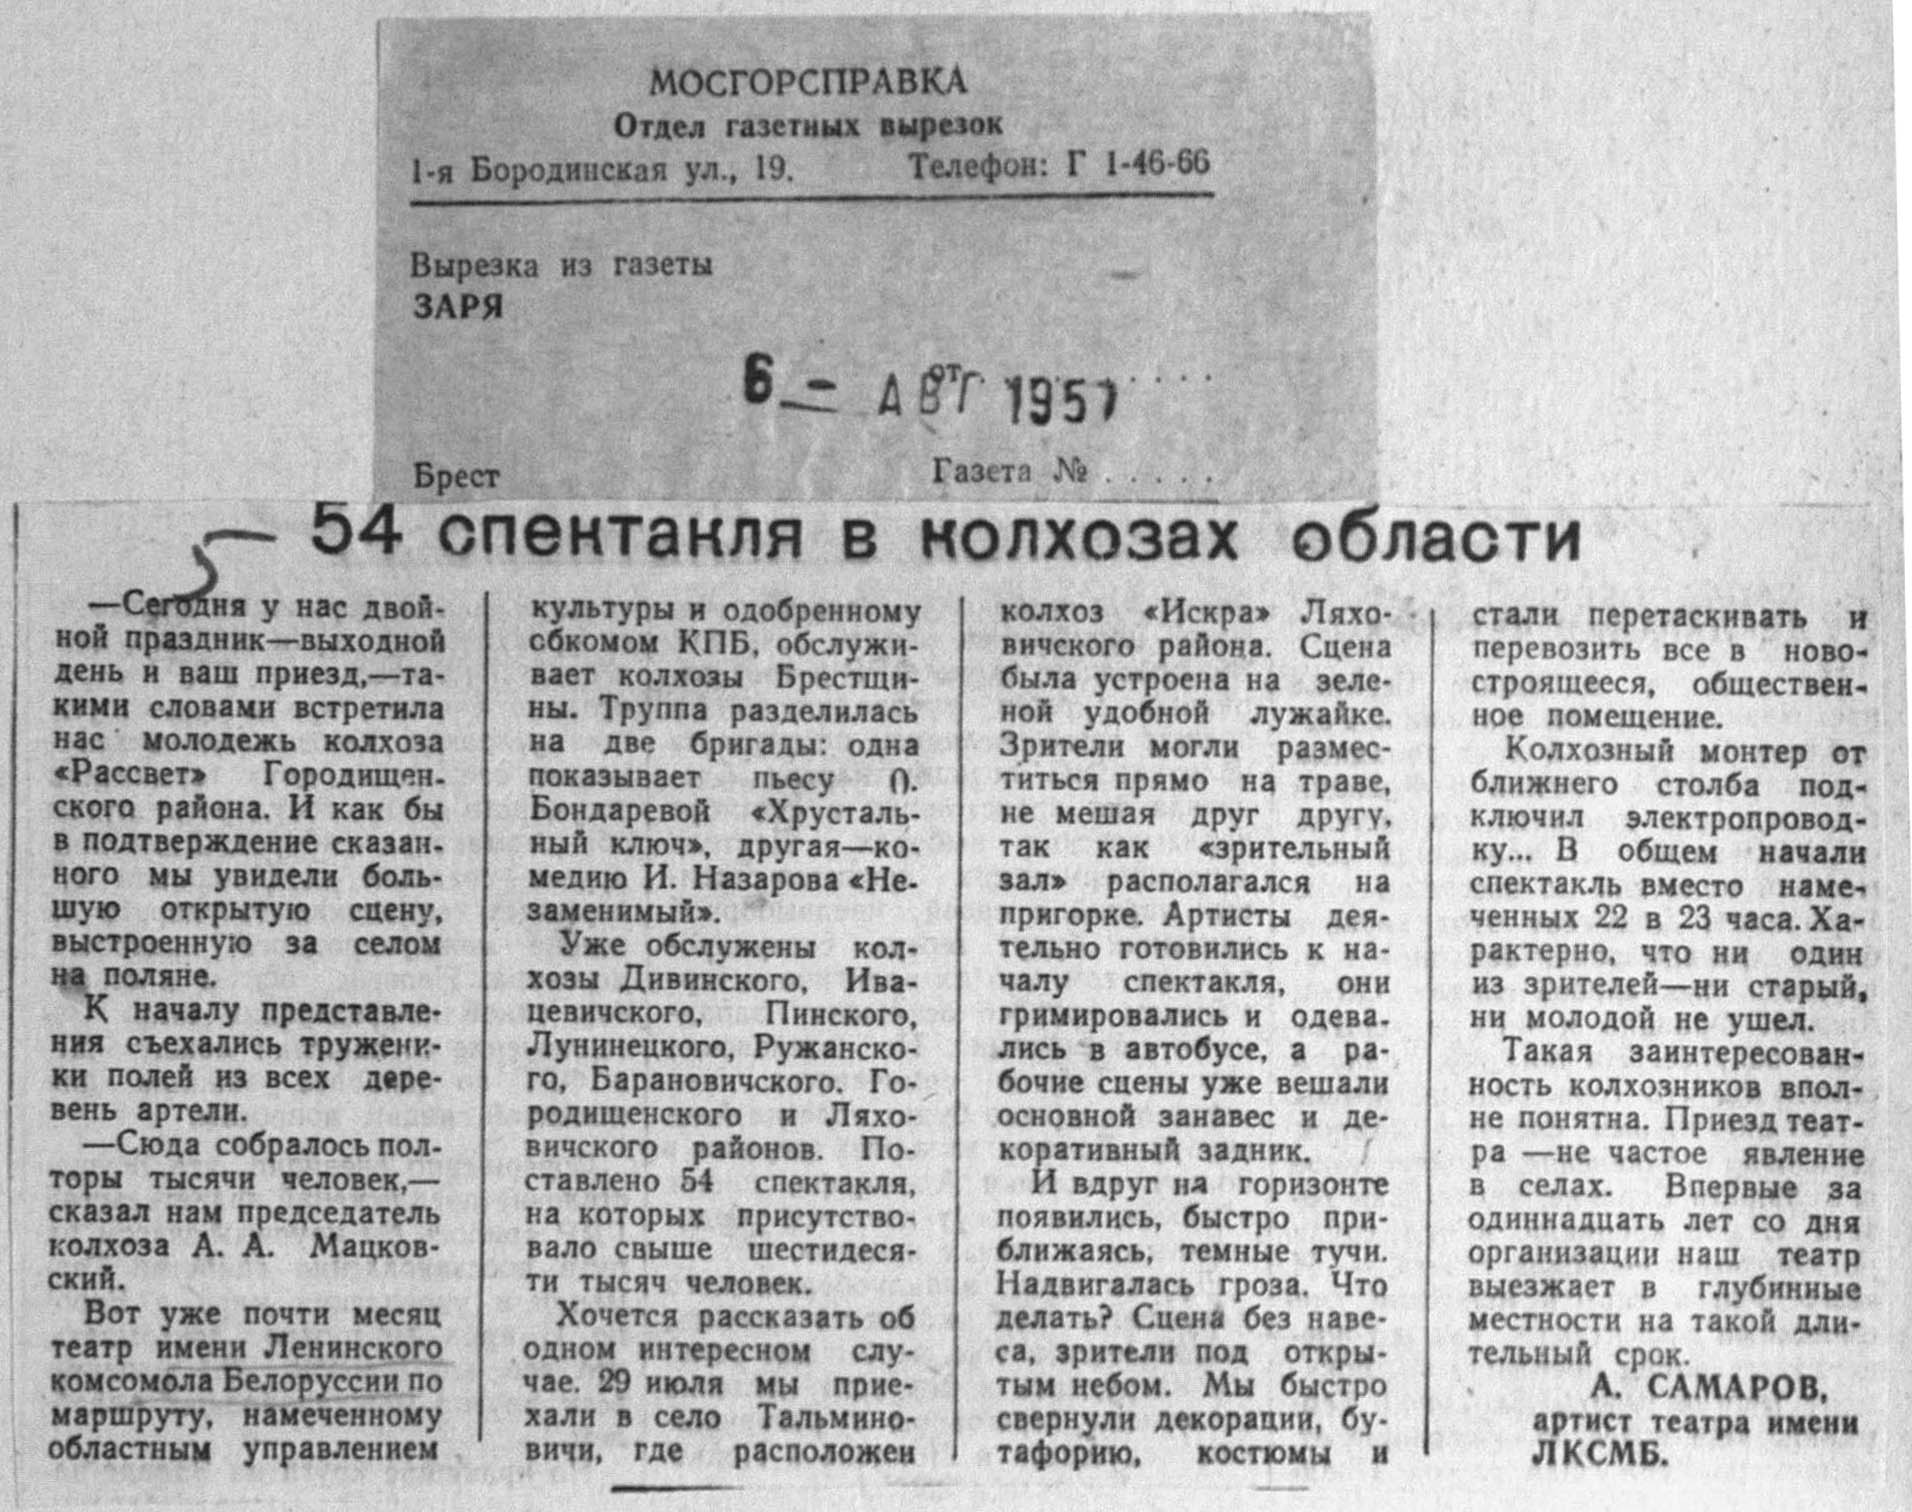 МОСГОРСПРАВКА
Отдел газетных вырезок
1-я Бородинская ул., 19. Телефон: Г 1-46-66
Вырезка из газеты
ЗАРЯ
от . . . .
6 — АВГ 1957
Брест Газета № . . . . .
54 спектакля в колхозах области
—Сегодня у нас двой-
ной праздник—выходной
день и ваш приезд,—та-
кими словами встретила
нас молодежь колхоза
«Рассвет» Городищен-
ского района. И как бы
в подтверждение сказан-
ного мы увидели боль-
шую открытую сцену,
выстроенную за селом
на поляне.
К началу представле-
ния съехались тружени-
ки полей из всех дере-
вень артели.
—Сюда собралось пол-
торы тысячи человек,—
сказал нам председатель
колхоза А. А. Мацков-
ский.
Вот уже почти месяц
театр имени Ленинского
комсомола Белоруссии по
маршруту, намеченному
областным управлением
культуры и одобренному
обкомом КПБ, обслужи-
вает колхозы Брестщи-
ны. Труппа разделилась
на две бригады: одна
показывает пьесу О.
Бондаревой «Хрусталь-
ный ключ», другая—ко-
медию И. Назарова «Не-
заменимый».
Уже обслужены кол-
хозы Дивинского, Ива-
цевичского, Пинского,
Лунинецкого, Ружанско-
го, Барановичского. Го-
родищенского и Ляхо-
вичского районов. По-
ставлено 54 спектакля,
на которых присутство-
вало свыше шестидеся-
ти тысяч человек.
Хочется рассказать об
одном интересном слу-
чае. 29 июля мы прие-
хали в село Тальмино-
вичи, где расположен
колхоз «Искра» Ляхо-
вичского района. Сцена
была устроена на зеле-
ной удобной лужайке.
Зрители могли размес-
титься прямо на траве,
не мешая друг другу,
так как «зрительный
зал» располагался на
пригорке. Артисты дея-
тельно готовились к на-
чалу спектакля, они
гримировались и одева-
лись в автобусе, а ра-
бочие сцены уже вешали
основной занавес и де-
коративный задник.
И вдруг на горизонте
появились, быстро при-
ближаясь, темные тучи.
Надвигалась гроза. Что
делать? Сцена без наве-
са, зрители под откры-
тым небом. Мы быстро
свернули декорации, бу-
тафорию, костюмы и
стали перетаскивать и
перевозить все в ново-
строящееся, обществен-
ное помещение.
Колхозный монтер от
ближнего столба под-
ключил электропровод-
ку... В общем начали
спектакль вместо наме-
ченных 22 в 23 часа. Ха-
рактерно, что ни один
из зрителей—ни старый,
ни молодой не ушел.
Такая заинтересован-
ность колхозников впол-
не понятна. Приезд теат-
ра —не частое явление
в селах. Впервые за
одиннадцать лет со дня
организации наш театр
выезжает в глубинные
местности на такой дли-
тельный срок.
А. САМАРОВ,
артист театра имени
ЛКСМБ.